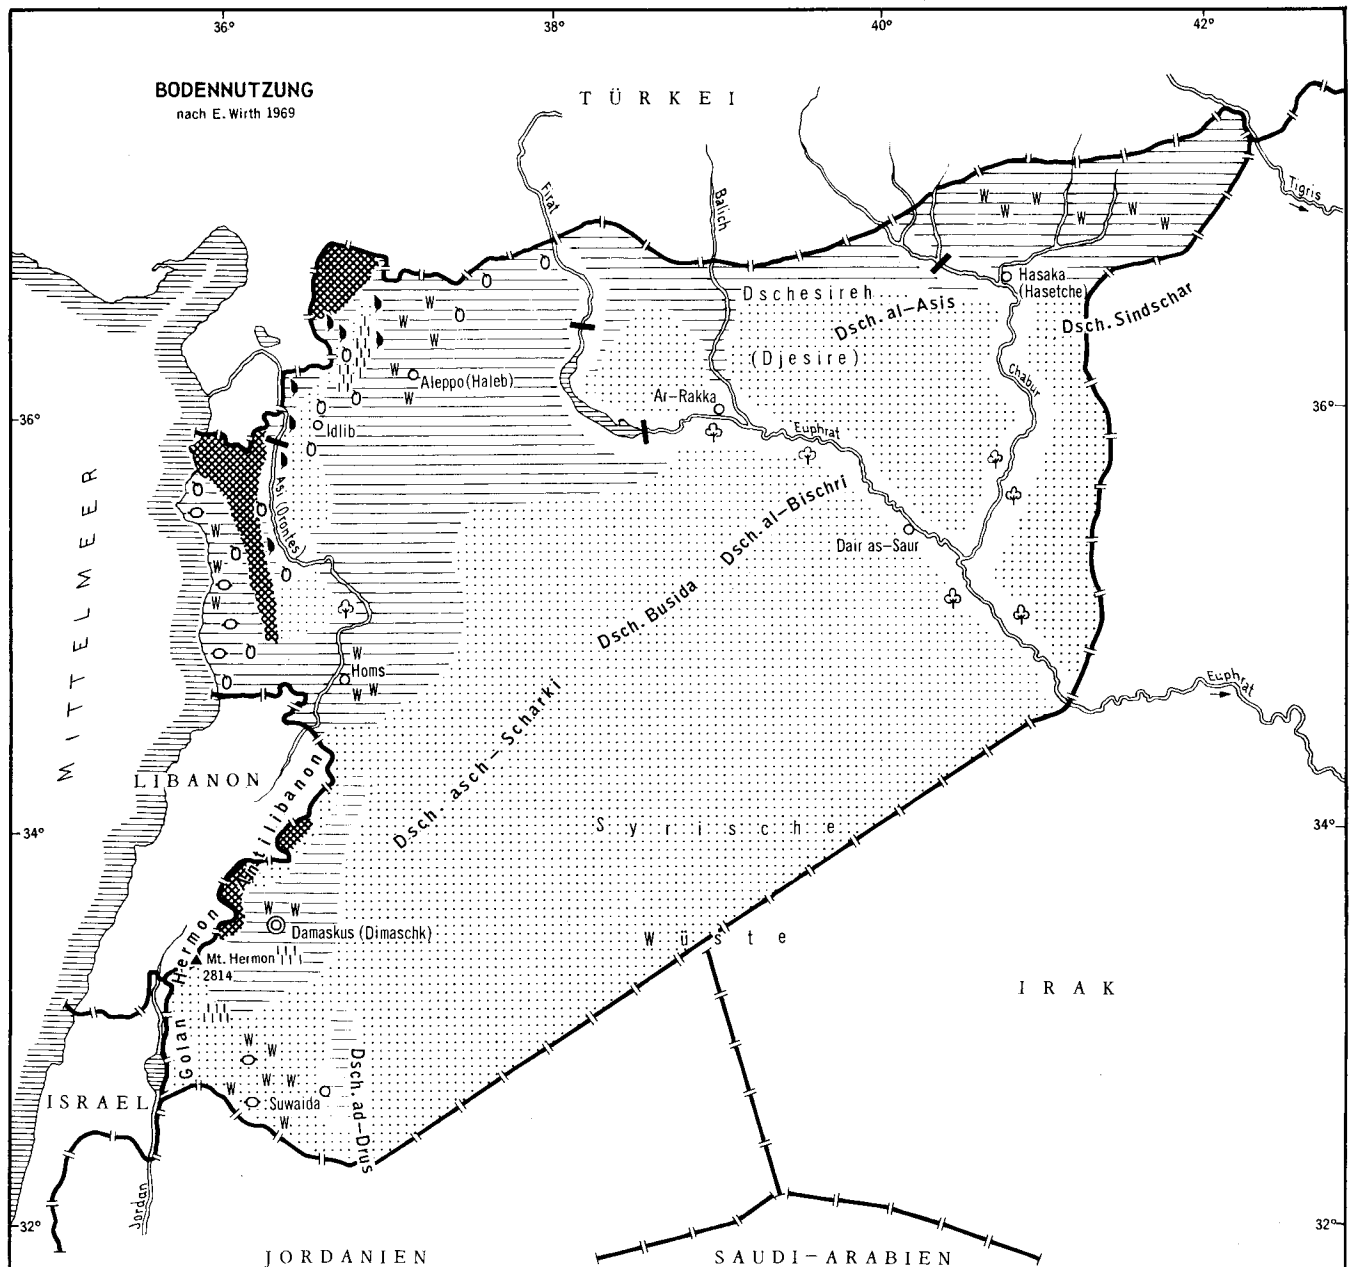 36° 38° 40° 42°
BODENNUTZUNG
nach E. Wirth 1969
TÜRKEI
Firat
Balich
Tigris
W W W W W W
Hasaka
(Hasetche)
Dschesireh
Dsch. al-Asis
Dsch. Sindschar
(Djesire)
Chabur
W W W W W
Aleppo (Haleb)
Ar-Rakka
36° 36°
Idlib
Euphrat
Asi (Orontes)
MITTELMEER
Dsch. al-Bischri
Dair as-Saur
Dsch. Busida
W W W
W
Homs
W W
Euphrat
Dsch. asch-Scharki
LIBANON
Antilibanon
34° 34°
Syrische
W W
Damaskus (Dimaschk)
Wüste
Hermon
Mt. Hermon
2814
IRAK
Golan
W W W W W
Dsch. ad-Drus
ISRAEL
Suwaida
W
Jordan
32° 32°
JORDANIEN SAUDI-ARABIEN